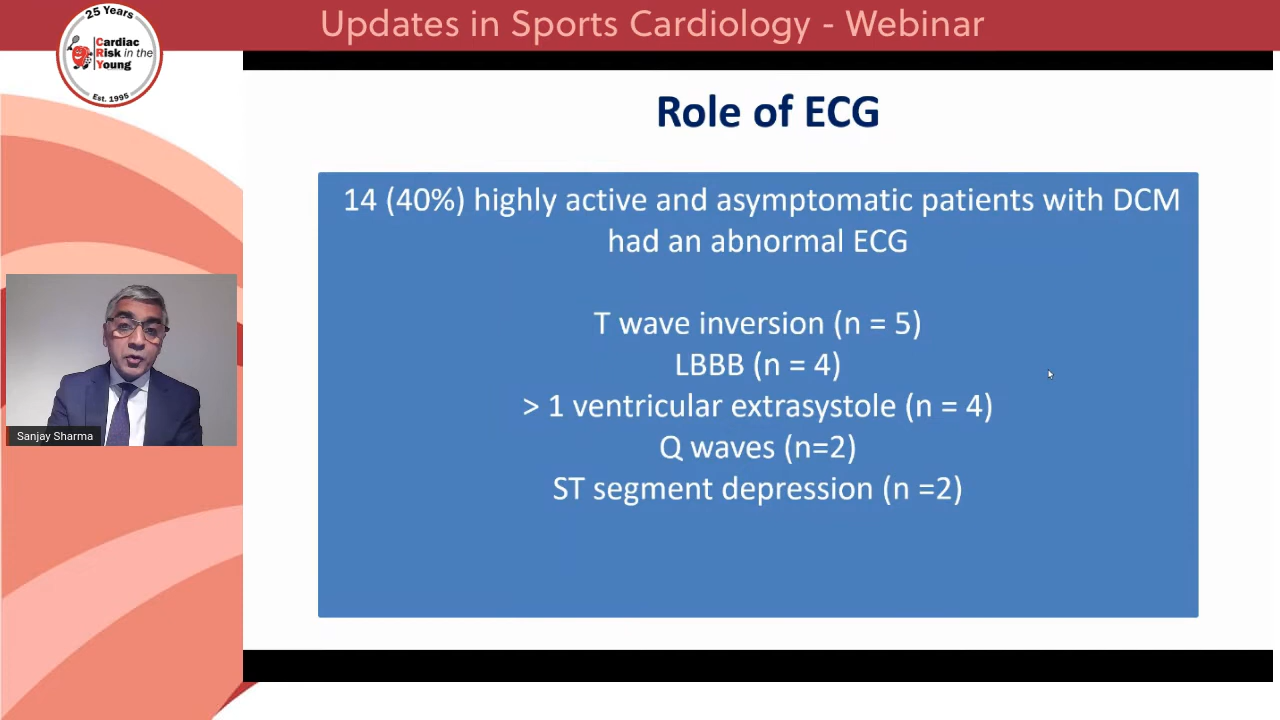 Updates in Sports Cardiology - Webinar
25 Years
Cardiac
Risk in the
Young
Est. 1995
Role of ECG
14 (40%) highly active and asymptomatic patients with DCM
had an abnormal ECG
T wave inversion (n = 5)
LBBB (n = 4)
> 1 ventricular extrasystole (n = 4)
Q waves (n=2)
ST segment depression (n =2)
Sanjay Sharma